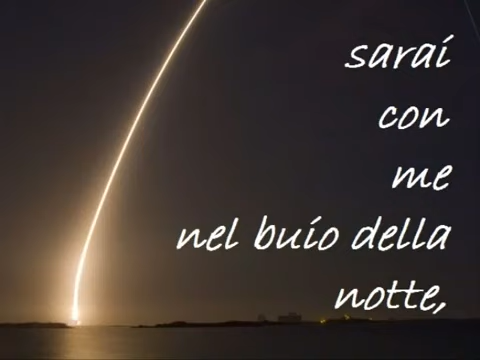 sarai
con
me
nel buio della
notte,